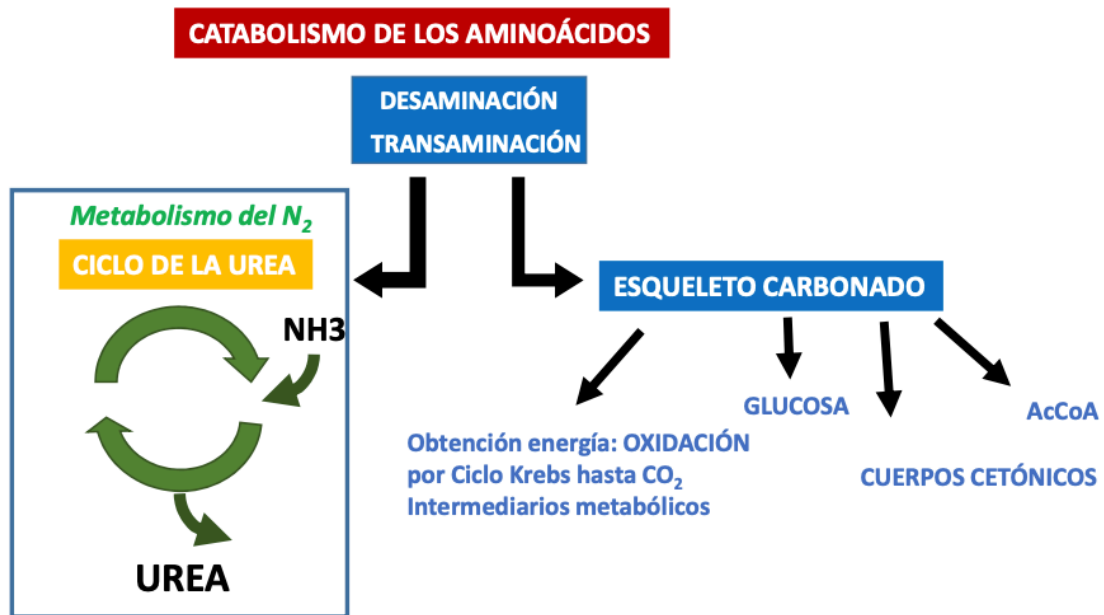 CATABOLISMO DE LOS AMINOÁCIDOS
DESAMINACIÓN
TRANSAMINACIÓN
Metabolismo del N₂
CICLO DE LA UREA
NH3
UREA
ESQUELETO CARBONADO
Obtención energía: OXIDACIÓN
por Ciclo Krebs hasta CO₂
Intermediarios metabólicos
GLUCOSA
CUERPOS CETÓNICOS
AcCoA